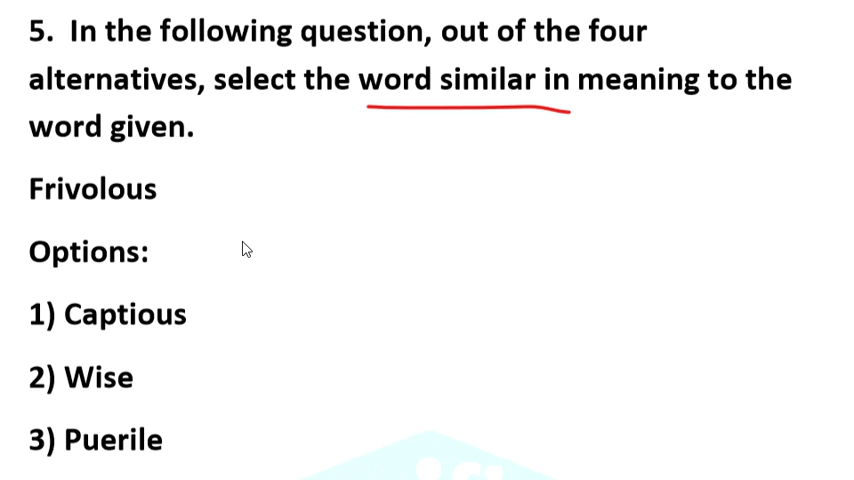 5. In the following question, out of the four
alternatives, select the word similar in meaning to the
word given.
Frivolous
Options:
1) Captious
2) Wise
3) Puerile